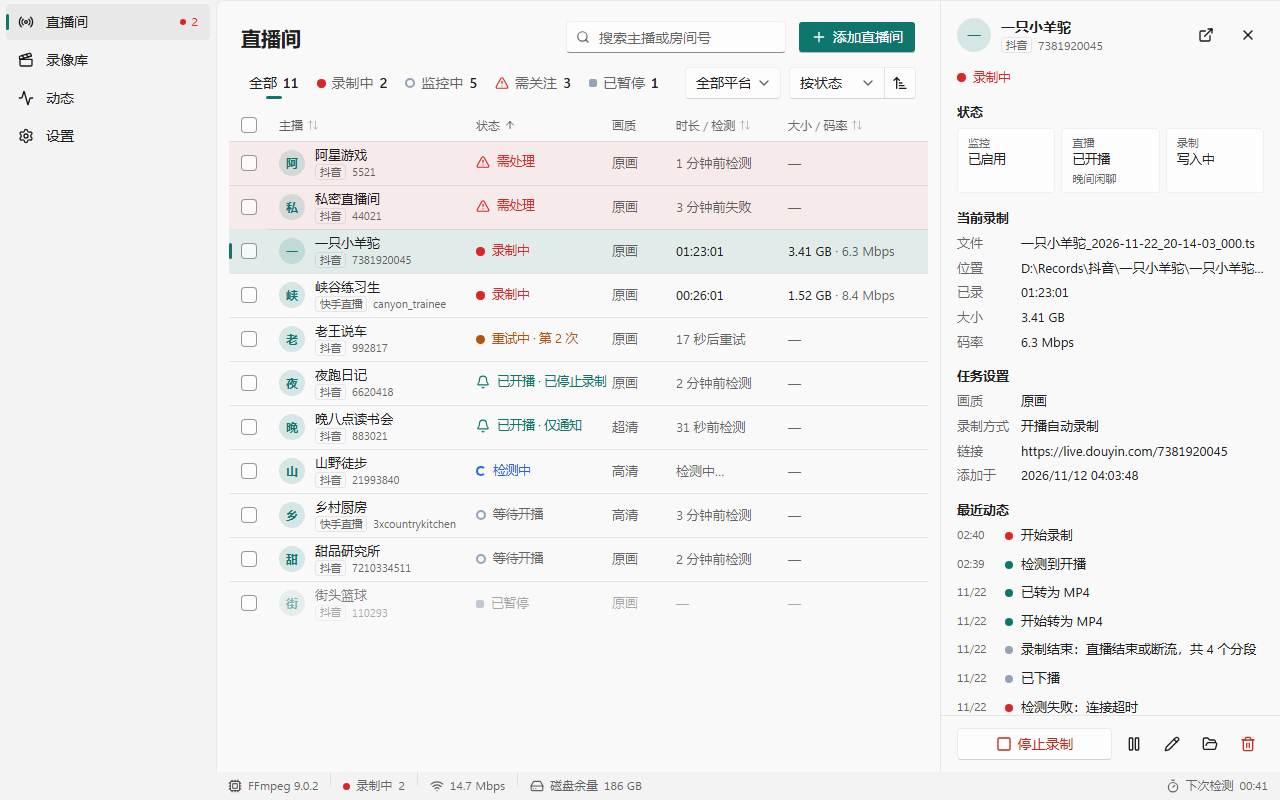 直播间
2
录像库
动态
设置
直播间
搜索主播或房间号
添加直播间
全部 11
录制中 2
监控中 5
需关注 3
已暂停 1
全部平台
按状态
主播
状态
画质
时长 / 检测
大小 / 码率
阿
阿星游戏
抖音 5521
需处理
原画
1 分钟前检测
—
私
私密直播间
抖音 44021
需处理
原画
3 分钟前失败
—
一
一只小羊驼
抖音 7381920045
录制中
原画
01:23:01
3.41 GB · 6.3 Mbps
峡
峡谷练习生
快手直播 canyon_trainee
录制中
原画
00:26:01
1.52 GB · 8.4 Mbps
老
老王说车
抖音 992817
重试中 · 第 2 次
原画
17 秒后重试
—
夜
夜跑日记
抖音 6620418
已开播 · 已停止录制
原画
2 分钟前检测
—
晚
晚八点读书会
抖音 883021
已开播 · 仅通知
超清
31 秒前检测
—
山
山野徒步
抖音 21993840
检测中
高清
检测中...
—
乡
乡村厨房
快手直播 3xcountrykitchen
等待开播
高清
3 分钟前检测
—
甜
甜品研究所
抖音 7210334511
等待开播
原画
2 分钟前检测
—
街
街头篮球
抖音 110293
已暂停
原画
—
—
一
一只小羊驼
抖音 7381920045
录制中
状态
监控
已启用
直播
已开播
晚间闲聊
录制
写入中
当前录制
文件 一只小羊驼_2026-11-22_20-14-03_000.ts
位置 D:\Records\抖音\一只小羊驼\一只小羊驼...
已录 01:23:01
大小 3.41 GB
码率 6.3 Mbps
任务设置
画质 原画
录制方式 开播自动录制
链接 https://live.douyin.com/7381920045
添加于 2026/11/12 04:03:48
最近动态
02:40 开始录制
02:39 检测到开播
11/22 已转为 MP4
11/22 开始转为 MP4
11/22 录制结束：直播结束或断流，共 4 个分段
11/22 已下播
11/22 检测失败：连接超时
停止录制
FFmpeg 9.0.2
录制中 2
14.7 Mbps
磁盘余量 186 GB
下次检测 00:41